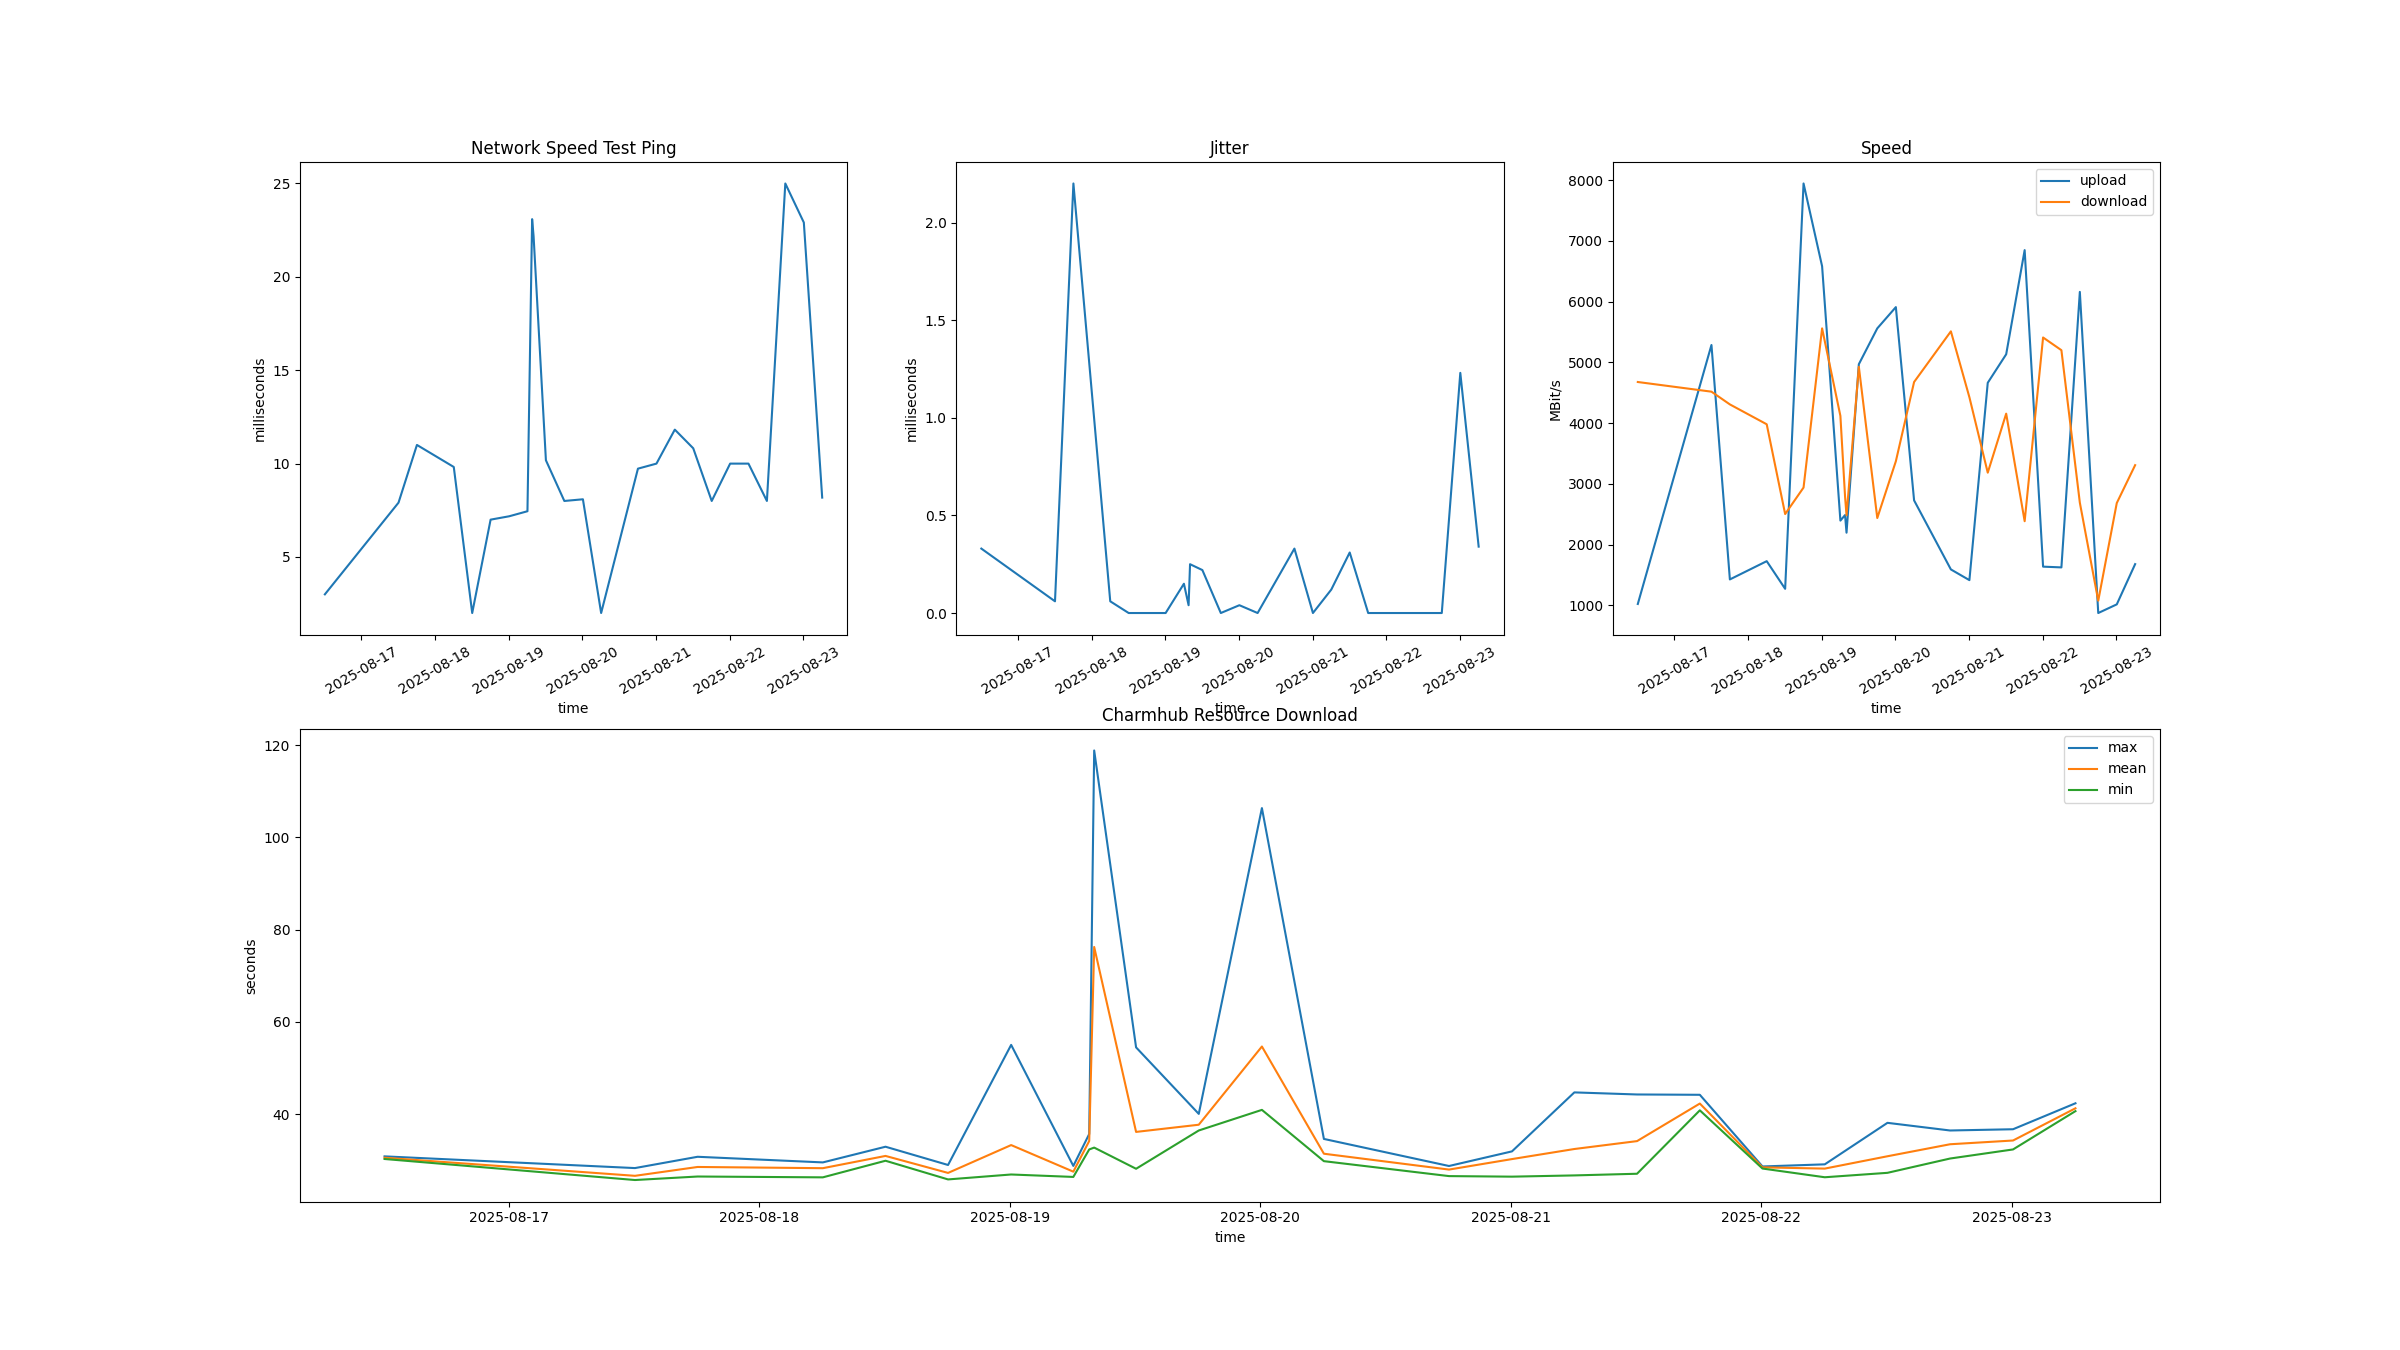 Network Speed Test Ping
milliseconds
25
20
15
10
5
2025-08-17 2025-08-18 2025-08-19 2025-08-20 2025-08-21 2025-08-22 2025-08-23
time
Jitter
milliseconds
2.0
1.5
1.0
0.5
0.0
2025-08-17 2025-08-18 2025-08-19 2025-08-20 2025-08-21 2025-08-22 2025-08-23
time
Speed
MBit/s
8000
7000
6000
5000
4000
3000
2000
1000
upload
download
2025-08-17 2025-08-18 2025-08-19 2025-08-20 2025-08-21 2025-08-22 2025-08-23
time
Charmhub Resource Download
seconds
120
100
80
60
40
max
mean
min
2025-08-17 2025-08-18 2025-08-19 2025-08-20 2025-08-21 2025-08-22 2025-08-23
time